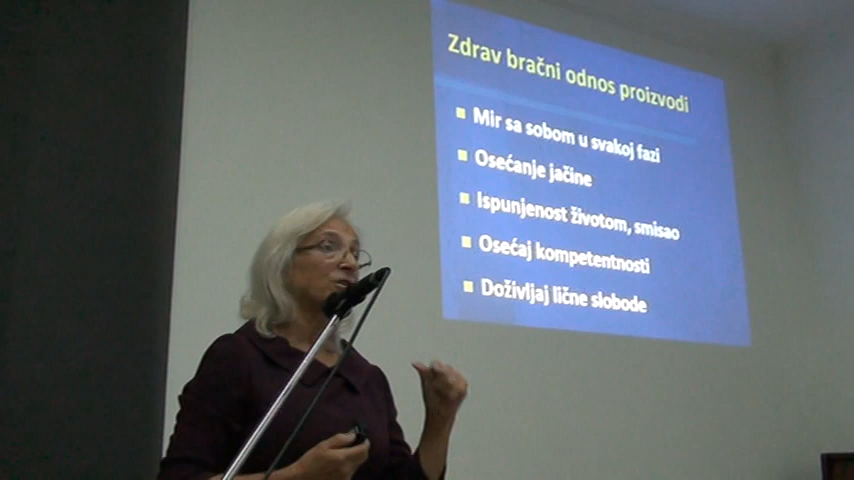 Zdrav bračni odnos proizvodi
Mir sa sobom u svakoj fazi
Osećanje jačine
Ispunjenost životom, smisao
Osećaj kompetentnosti
Doživljaj lične slobode